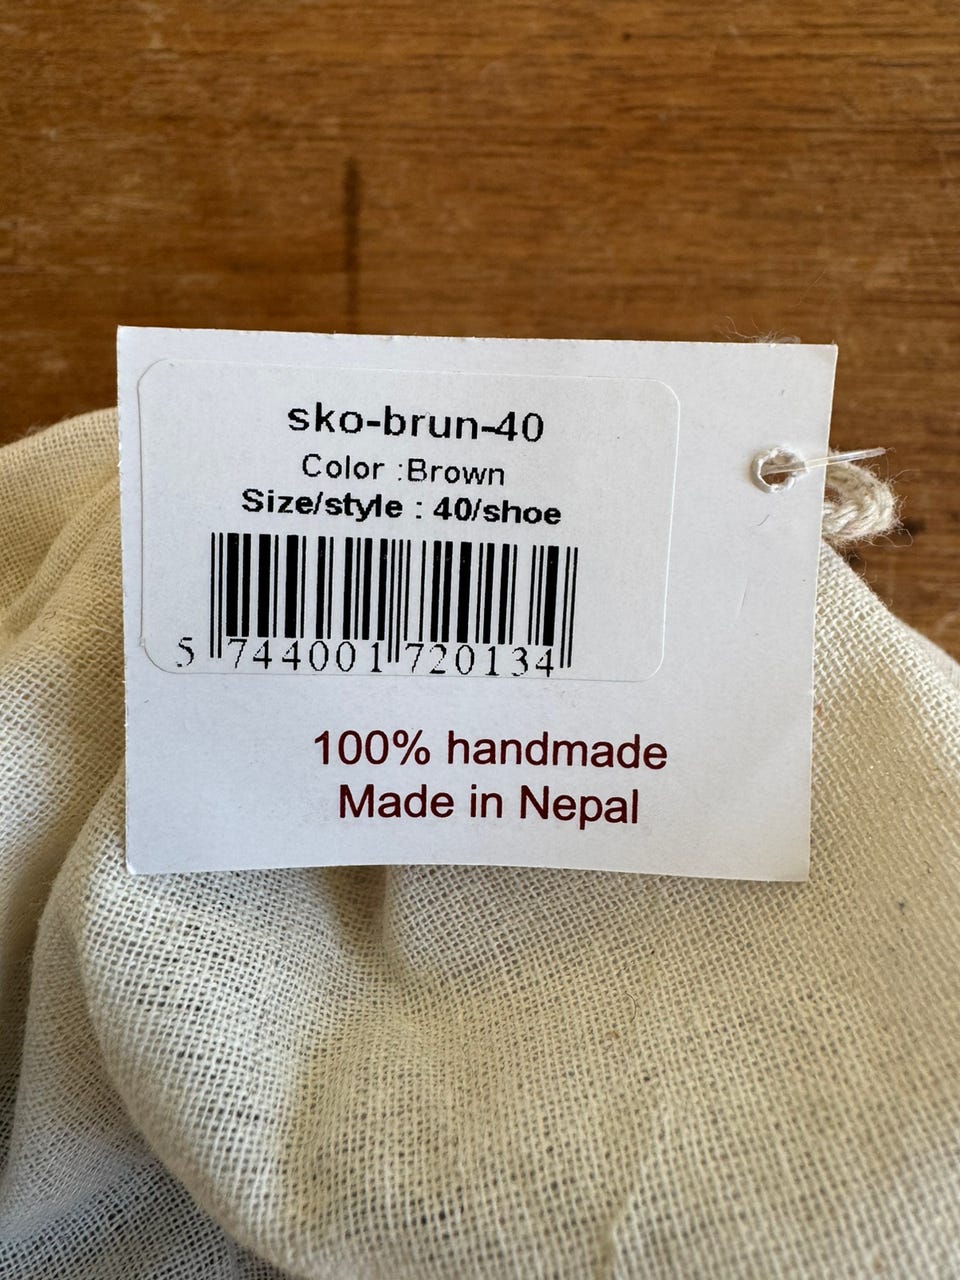 sko-brun-40
Color :Brown
Size/style : 40/shoe
5 744001 720134
100% handmade
Made in Nepal